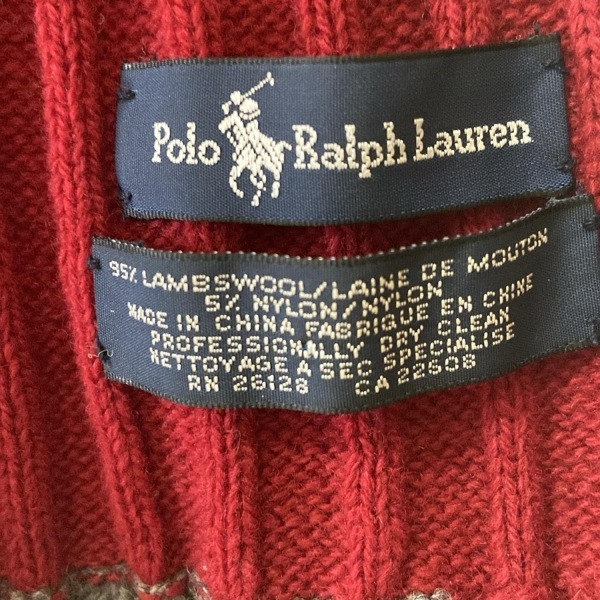 Polo Ralph Lauren
95% LAMBSWOOL/LAINE DE MOUTON
5% NYLON/NYLON
MADE IN CHINA FABRIQUE EN CHINE
PROFESSIONALLY DRY CLEAN
NETTOYAGE A SEC SPECIALISE
RN 26128 CA 22608